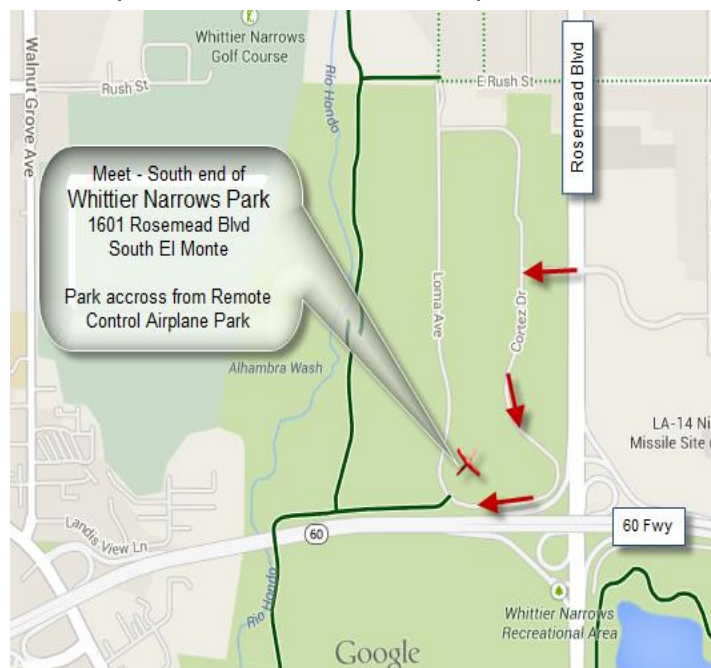 Whittier Narrows
Golf Course
Walnut Grove Ave
Rush St
Rio Hondo
E Rush St
Rosemead Blvd
Meet - South end of
Whittier Narrows Park
1601 Rosemead Blvd
South El Monte
Park accross from Remote
Control Airplane Park
Loma Ave
Cortez Dr
Alhambra Wash
LA-14 Ni
Missile Site (
Landis View Ln
60
60 Fwy
Rio Hondo
Whittier Narrows
Recreational Area
Google